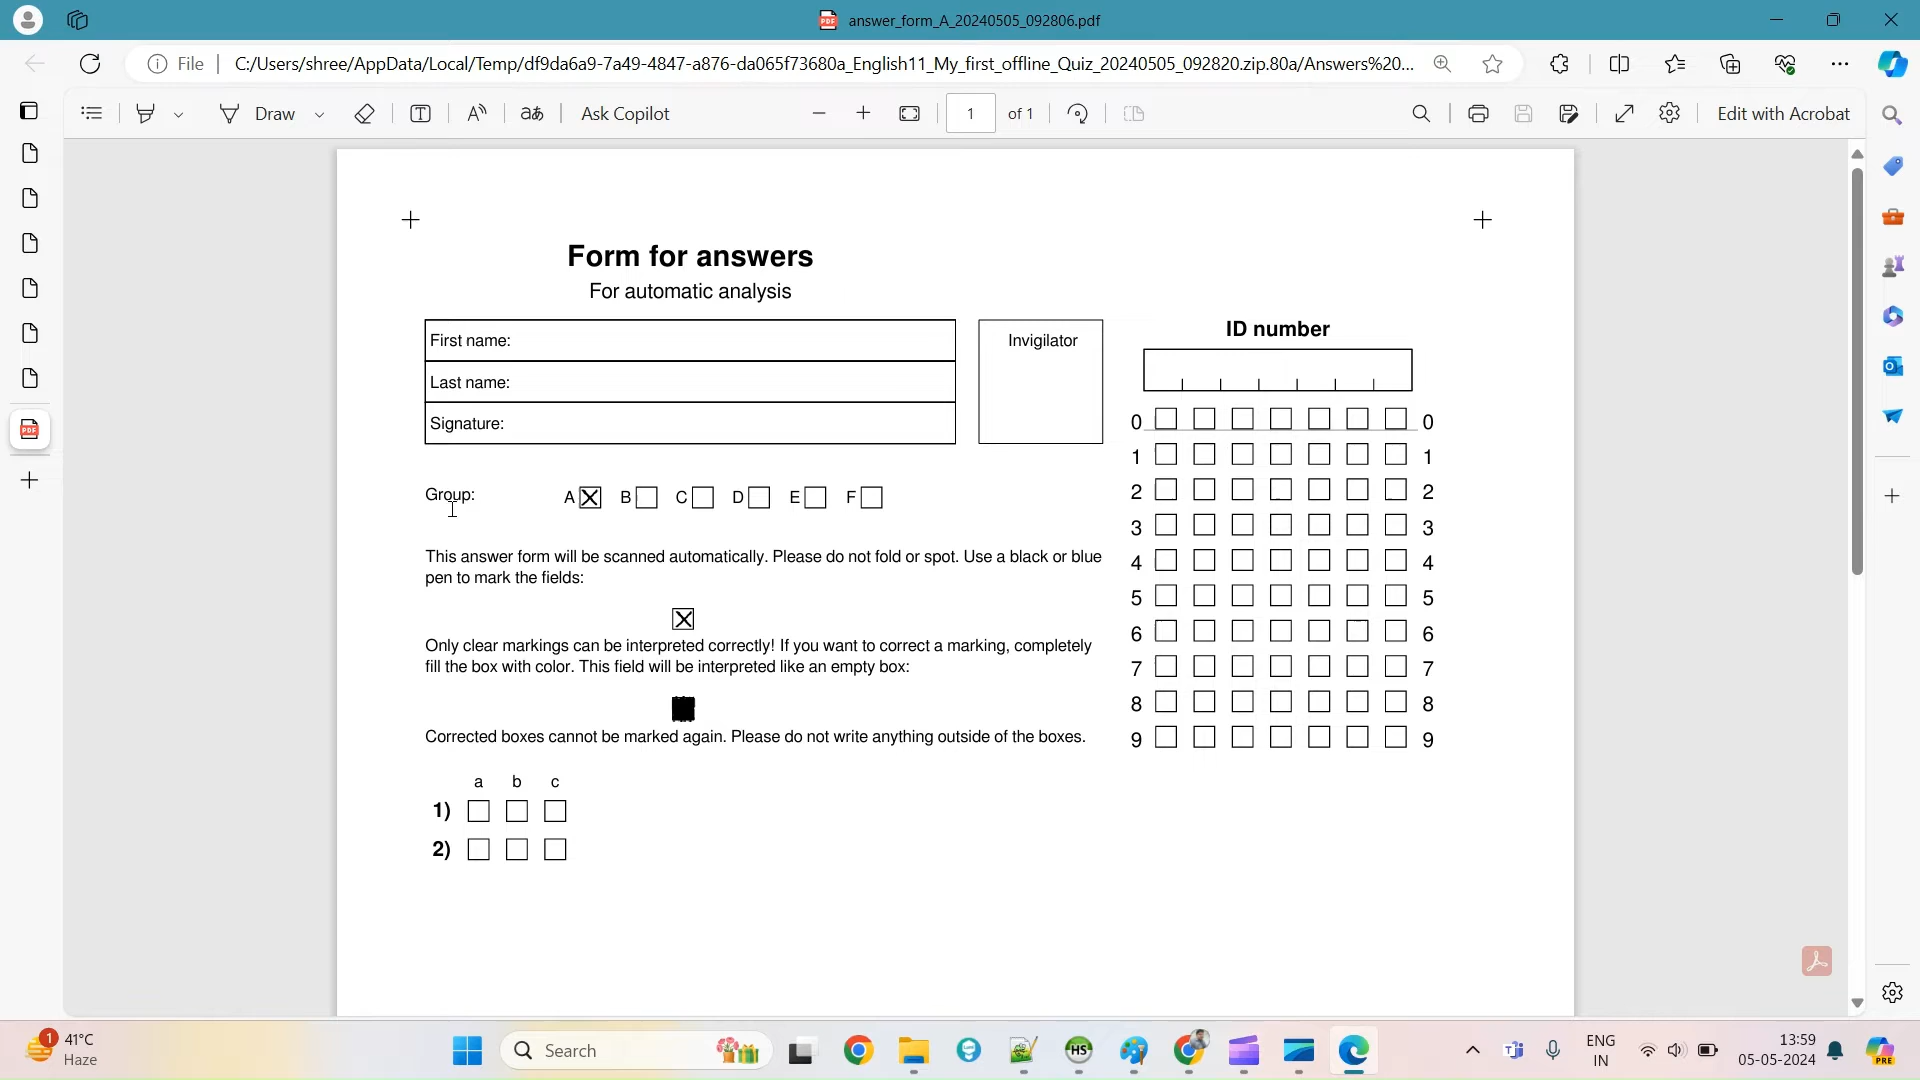 answer_form_A_20240505_092806.pdf
File
C:/Users/shree/AppData/Local/Temp/df9da6a9-7a49-4847-a876-da065f73680a_English11_My_first_offline_Quiz_20240505_092820.zip.80a/Answers%20...
Draw
Ask Copilot
1 of 1
Edit with Acrobat
Form for answers
For automatic analysis
First name:
Last name:
Signature:
Invigilator
ID number
0 0
1 1
2 2
3 3
4 4
5 5
6 6
7 7
8 8
9 9
Group: A B C D E F
This answer form will be scanned automatically. Please do not fold or spot. Use a black or blue
pen to mark the fields:
Only clear markings can be interpreted correctly! If you want to correct a marking, completely
fill the box with color. This field will be interpreted like an empty box:
Corrected boxes cannot be marked again. Please do not write anything outside of the boxes.
a b c
1)
2)
1
41°C
Haze
Search
HS
ENG
IN
13:59
05-05-2024
PRE